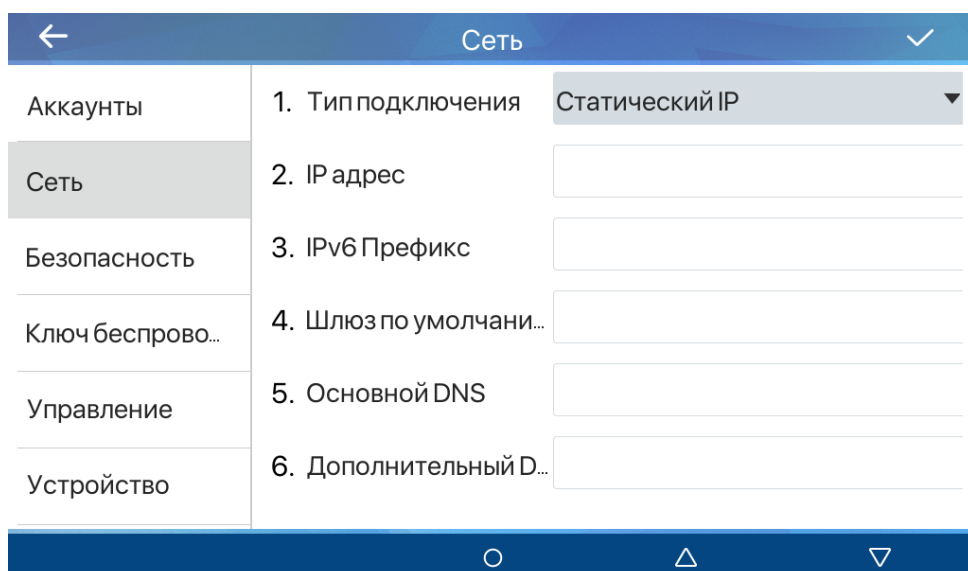 Сеть
Аккаунты
Сеть
Безопасность
Ключ беспрово...
Управление
Устройство
1. Тип подключения Статический IP
2. IP адрес
3. IPv6 Префикс
4. Шлюз по умолчани...
5. Основной DNS
6. Дополнительный D...